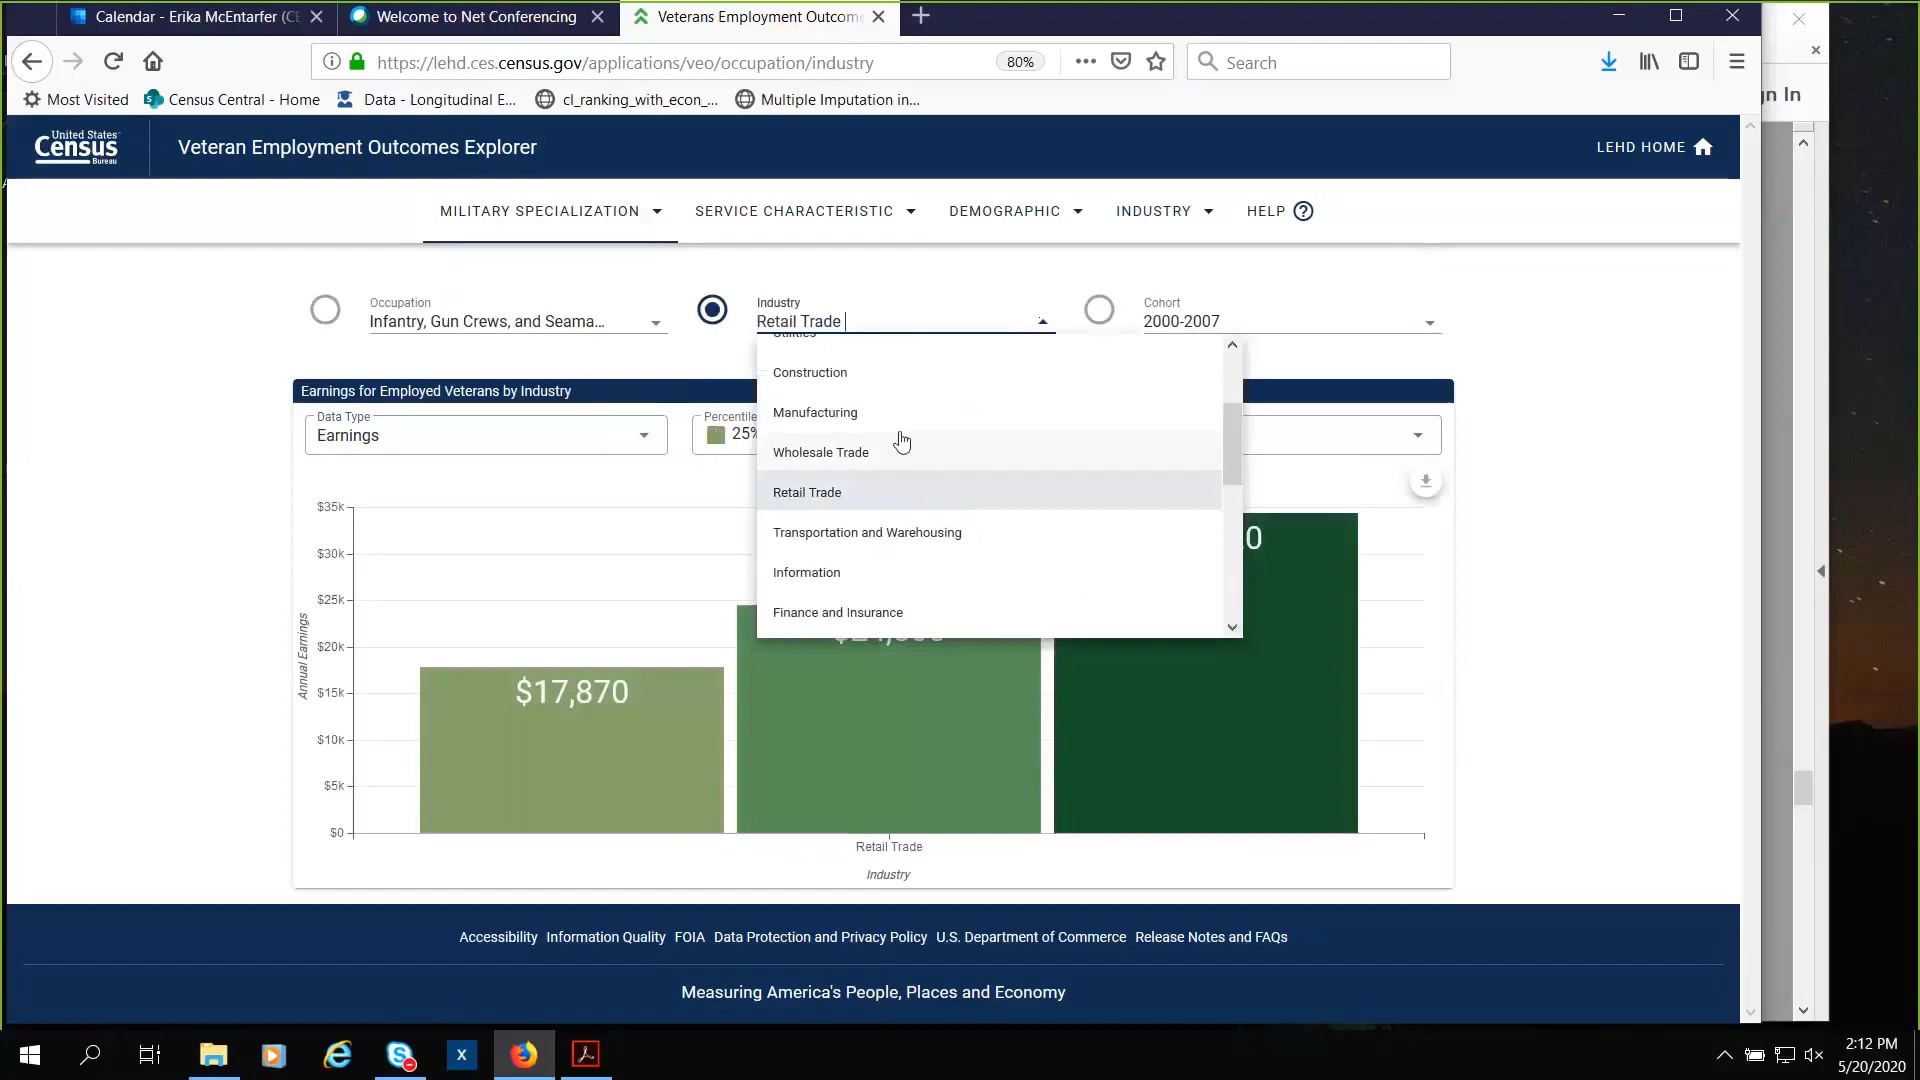 Calendar - Erika McEntarfer (CE
Welcome to Net Conferencing
Veterans Employment Outcome
https://lehd.ces.census.gov/applications/veo/occupation/industry
80%
Search
Most Visited
Census Central - Home
Data - Longitudinal E...
cl_ranking_with_econ_...
Multiple Imputation in...
gn In
United States
Census
Bureau
Veteran Employment Outcomes Explorer
LEHD HOME
MILITARY SPECIALIZATION
SERVICE CHARACTERISTIC
DEMOGRAPHIC
INDUSTRY
HELP
Occupation
Infantry, Gun Crews, and Seama...
Industry
Retail Trade
Cohort
2000-2007
Utilities
Construction
Manufacturing
Wholesale Trade
Retail Trade
Transportation and Warehousing
Information
Finance and Insurance
Earnings for Employed Veterans by Industry
Data Type
Earnings
Percentile
25%
$35k
$30k
$25k
$20k
$15k
$10k
$5k
$0
Annual Earnings
$17,870
0
Retail Trade
Industry
Accessibility Information Quality FOIA Data Protection and Privacy Policy U.S. Department of Commerce Release Notes and FAQs
Measuring America's People, Places and Economy
X
2:12 PM
5/20/2020